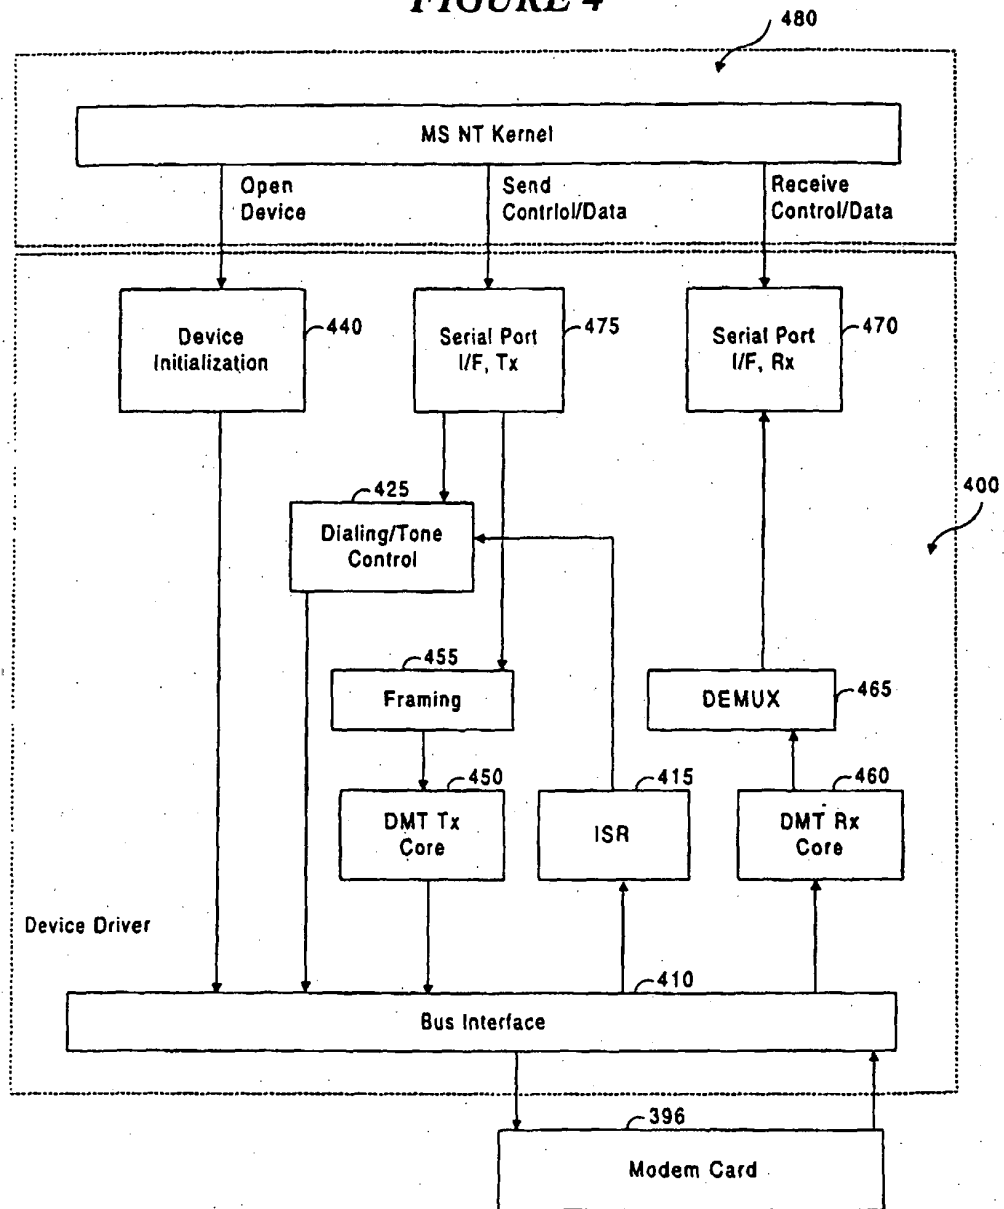 FIGURE 4
480
MS NT Kernel
Open
Device
Send
Contrlol/Data
Receive
Control/Data
Device
Initialization
440
Serial Port
I/F, Tx
475
Serial Port
I/F, Rx
470
400
425
Dialing/Tone
Control
455
Framing
DEMUX
465
450
DMT Tx
Core
415
ISR
460
DMT Rx
Core
Device Driver
410
Bus Interface
396
Modem Card